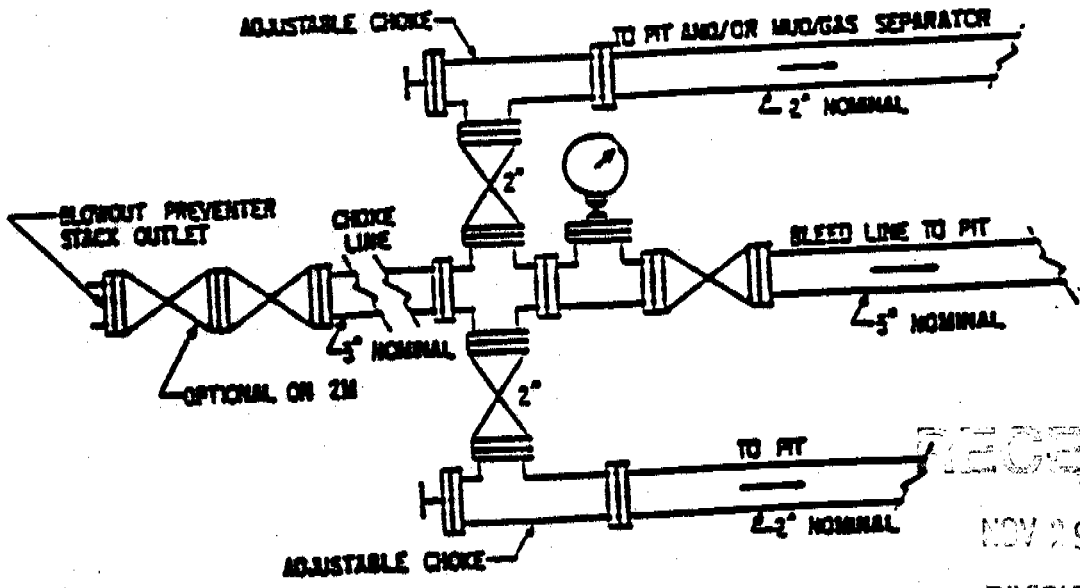 ADJUSTABLE CHOKE
TO PIT AND/OR MUD/GAS SEPARATOR
2" NOMINAL
2"
BLOWOUT PREVENTER
STACK OUTLET
CHOKE
LINE
BLEED LINE TO PIT
3" NOMINAL
3" NOMINAL
OPTIONAL ON 2M
2"
TO PIT
2" NOMINAL
ADJUSTABLE CHOKE
NOV